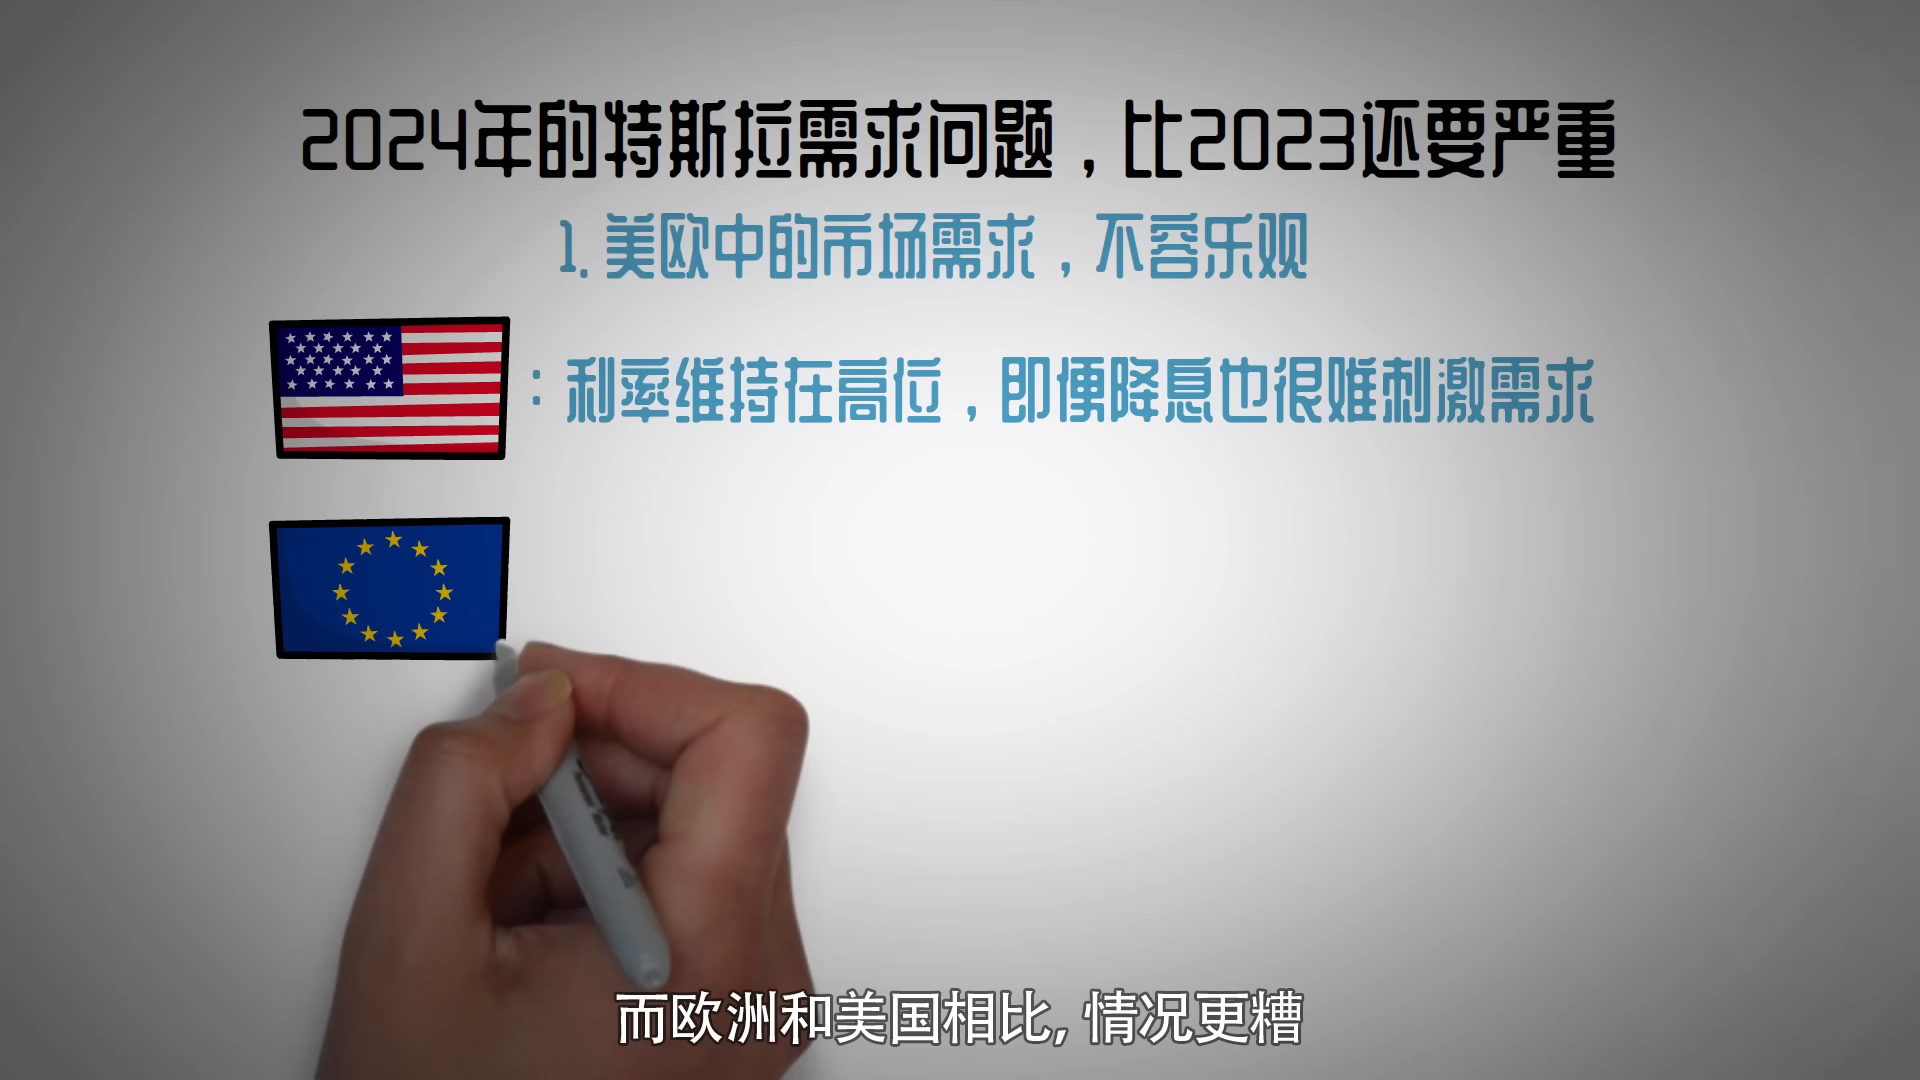 2024年的特斯拉需求问题，比2023还要严重
1. 美欧中的市场需求，不容乐观
：利率维持在高位，即便降息也很难刺激需求
而欧洲和美国相比, 情况更糟